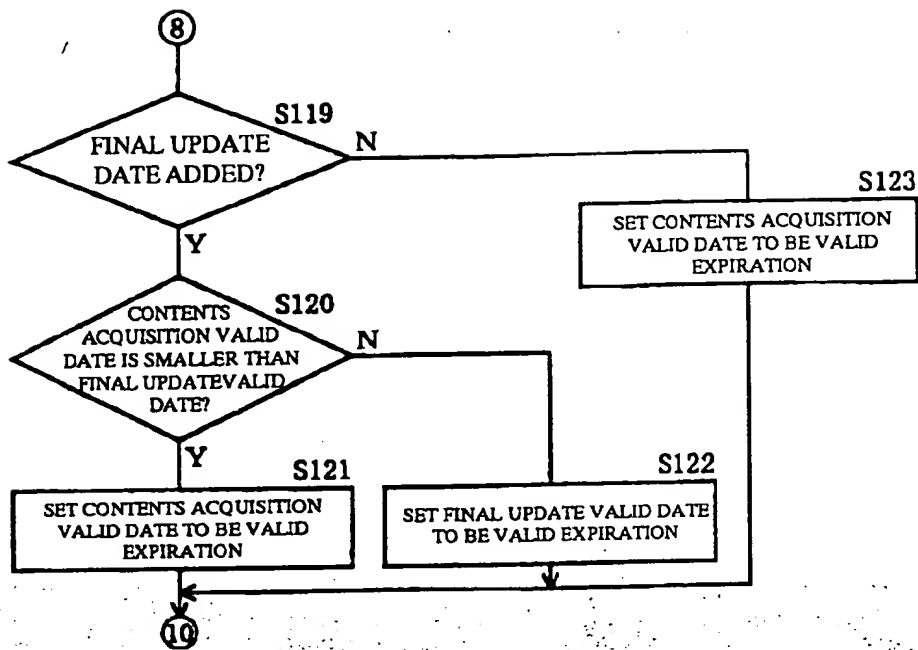 8
S119
FINAL UPDATE
DATE ADDED?
N
Y
S123
SET CONTENTS ACQUISITION
VALID DATE TO BE VALID
EXPIRATION
S120
CONTENTS
ACQUISITION VALID
DATE IS SMALLER THAN
FINAL UPDATEVALID
DATE?
N
Y
S121
SET CONTENTS ACQUISITION
VALID DATE TO BE VALID
EXPIRATION
S122
SET FINAL UPDATE VALID DATE
TO BE VALID EXPIRATION
10